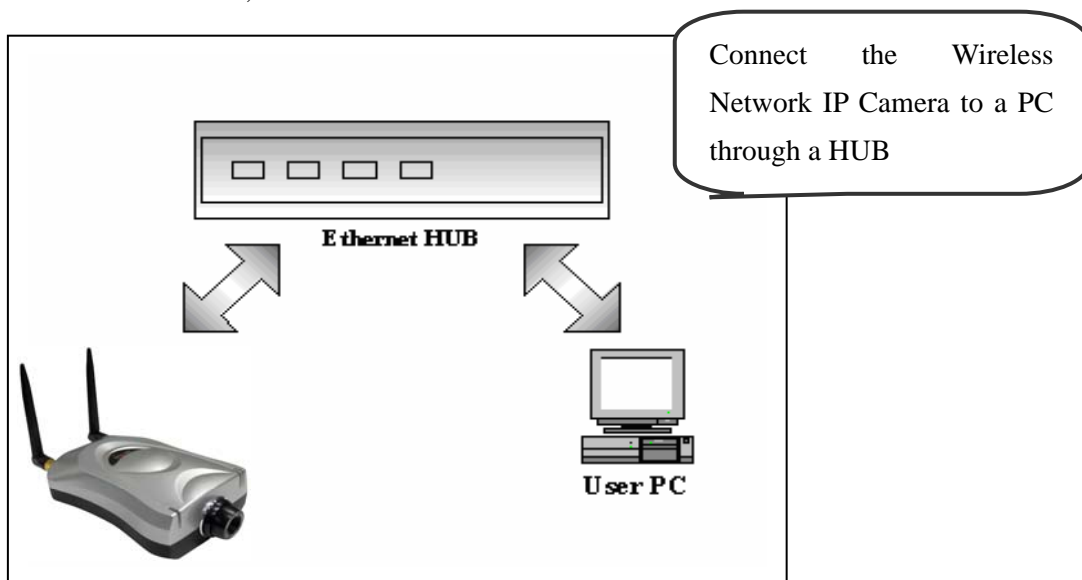 Connect the Wireless
Network IP Camera to a PC
through a HUB
Ethernet HUB
User PC